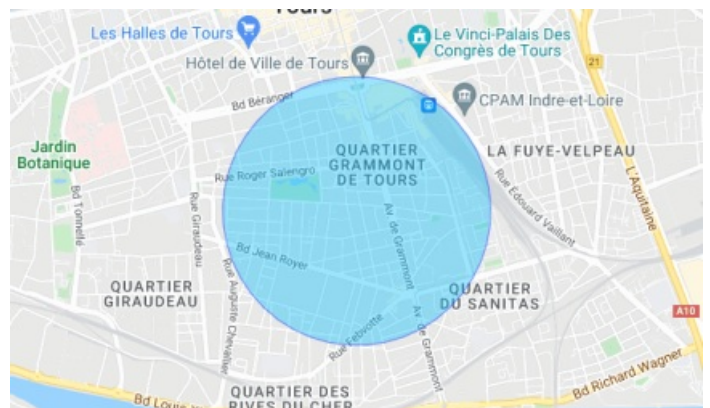 Tours
Les Halles de Tours
Le Vinci-Palais Des
Congrès de Tours
Hôtel de Ville de Tours
21
Bd Béranger
CPAM Indre-et-Loire
Jardin
Botanique
QUARTIER
GRAMMONT
DE TOURS
LA FUYE-VELPEAU
Rue Roger Salengro
Rue Édouard Vaillant
L'Aquitaine
Bd Tonnellé
Rue Giraudeau
Av. de Grammont
Bd Jean Royer
QUARTIER
GIRAUDEAU
Rue Auguste Chevallier
QUARTIER
DU SANITAS
Av. de Grammont
A10
Rue Febvotte
Bd Richard Wagner
QUARTIER DES
RIVES DU CHER
Bd Louis